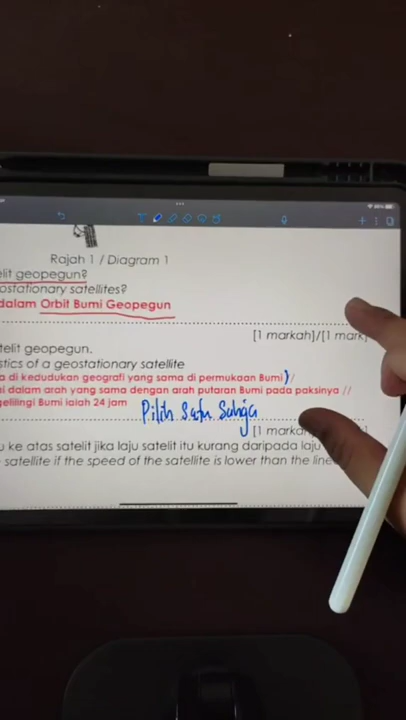 Rajah 1 / Diagram 1
elit geopegun?
ostationary satellites?
dalam Orbit Bumi Geopegun
[1 markah]/[1 mark]
telit geopegun.
stics of a geostationary satellite
a di kedudukan geografi yang sama di permukaan Bumi //
ai dalam arah yang sama dengan arah putaran Bumi pada paksinya //
gelilingi Bumi ialah 24 jam
Pilih satu sahaja
[1 markah
u ke atas satelit jika laju satelit itu kurang daripada laju
satellite if the speed of the satellite is lower than the line